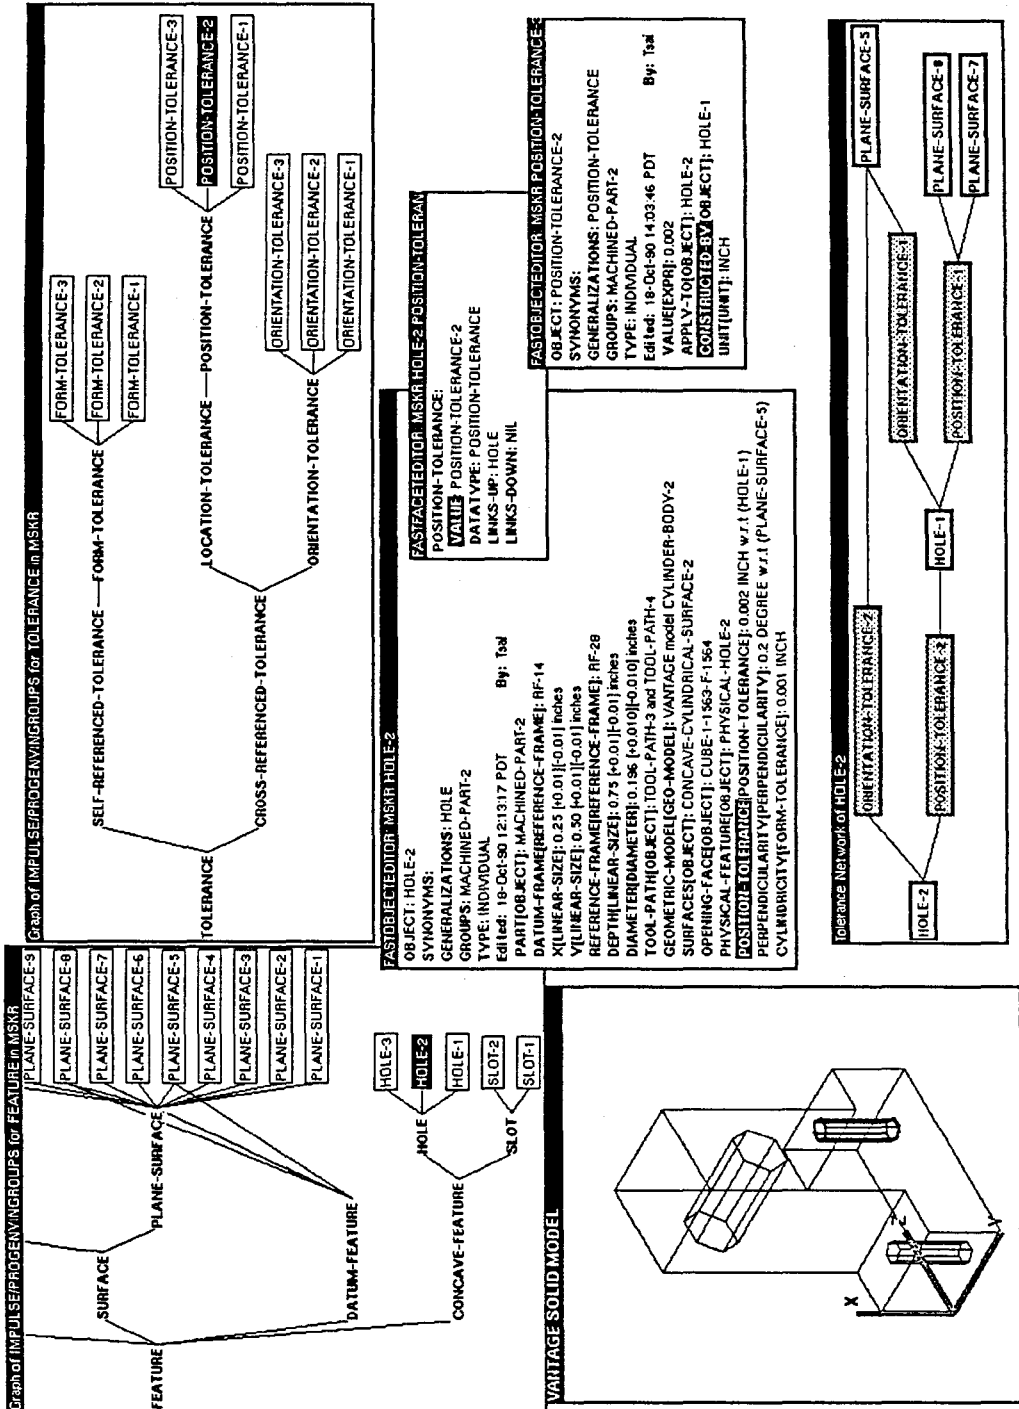 Graph of IMPULSE/PROGENY/INGROUPS for TOLERANCE in MSKR
FORM-TOLERANCE-3
FORM-TOLERANCE-2
FORM-TOLERANCE-1
SELF-REFERENCED-TOLERANCE
FORM-TOLERANCE
TOLERANCE
POSITION-TOLERANCE-3
POSITION-TOLERANCE-2
POSITION-TOLERANCE-1
LOCATION-TOLERANCE
POSITION-TOLERANCE
CROSS-REFERENCED-TOLERANCE
ORIENTATION-TOLERANCE-3
ORIENTATION-TOLERANCE-2
ORIENTATION-TOLERANCE-1
ORIENTATION-TOLERANCE
Graph of IMPULSE/PROGENY/INGROUPS for FEATURE in MSKR
PLANE-SURFACE-9
PLANE-SURFACE-8
PLANE-SURFACE-7
PLANE-SURFACE-6
PLANE-SURFACE-5
PLANE-SURFACE-4
PLANE-SURFACE-3
PLANE-SURFACE-2
PLANE-SURFACE-1
SURFACE
PLANE-SURFACE
FEATURE
DATUM-FEATURE
CONCAVE-FEATURE
HOLE
HOLE-3
HOLE-2
HOLE-1
SLOT
SLOT-2
SLOT-1
FASTOBJECTEDITOR: MSKR HOLE-2
OBJECT: HOLE-2
SYNONYMS:
GENERALIZATIONS: HOLE
GROUPS: MACHINED-PART-2
TYPE: INDIVIDUAL
Edited: 18-Oct-90 12:13:17 PDT By: Tsai
PART[OBJECT]: MACHINED-PART-2
DATUM-FRAME[REFERENCE-FRAME]: RF-14
X[LINEAR-SIZE]: 0.25 [+0.01][-0.01] inches
Y[LINEAR-SIZE]: 0.50 [+0.01][-0.01] inches
REFERENCE-FRAME[REFERENCE-FRAME]: RF-28
DEPTH[LINEAR-SIZE]: 0.75 [+0.01][-0.01] inches
DIAMETER[DIAMETER]: 0.196 [+0.010][-0.010] inches
TOOL-PATH[OBJECT]: TOOL-PATH-3 and TOOL-PATH-4
GEOMETRIC-MODEL[GEO-MODEL]: VANTAGE model CYLINDER-BODY-2
SURFACES[OBJECT]: CONCAVE-CYLINDRICAL-SURFACE-2
OPENING-FACE[OBJECT]: CUBE-1-1563-F-1564
PHYSICAL-FEATURE[OBJECT]: PHYSICAL-HOLE-2
POSITION-TOLERANCE[POSITION-TOLERANCE]: 0.002 INCH w.r.t (HOLE-1)
PERPENDICULARITY[PERPENDICULARITY]: 0.2 DEGREE w.r.t (PLANE-SURFACE-5)
CYLINDRICITY[FORM-TOLERANCE]: 0.001 INCH
FASTFACETEDITOR: MSKR HOLE-2 POSITION-TOLERAN
POSITION-TOLERANCE:
VALUE: POSITION-TOLERANCE-2
DATATYPE: POSITION-TOLERANCE
LINKS-UP: HOLE
LINKS-DOWN: NIL
FASTOBJECTEDITOR: MSKR POSITION-TOLERANCE-
OBJECT: POSITION-TOLERANCE-2
SYNONYMS:
GENERALIZATIONS: POSITION-TOLERANCE
GROUPS: MACHINED-PART-2
TYPE: INDIVIDUAL
Edited: 18-Oct-90 14:03:46 PDT By: Tsai
VALUE[EXPR]: 0.002
APPLY-TO[OBJECT]: HOLE-2
CONSTRUCTED-BY[OBJECT]: HOLE-1
UNIT[UNIT]: INCH
VANTAGE SOLID MODEL
X
Y
Z
Tolerance Network of HOLE-2
PLANE-SURFACE-5
ORIENTATION-TOLERANCE-2
ORIENTATION-TOLERANCE-1
PLANE-SURFACE-8
PLANE-SURFACE-7
POSITION-TOLERANCE-1
HOLE-1
POSITION-TOLERANCE-2
HOLE-2